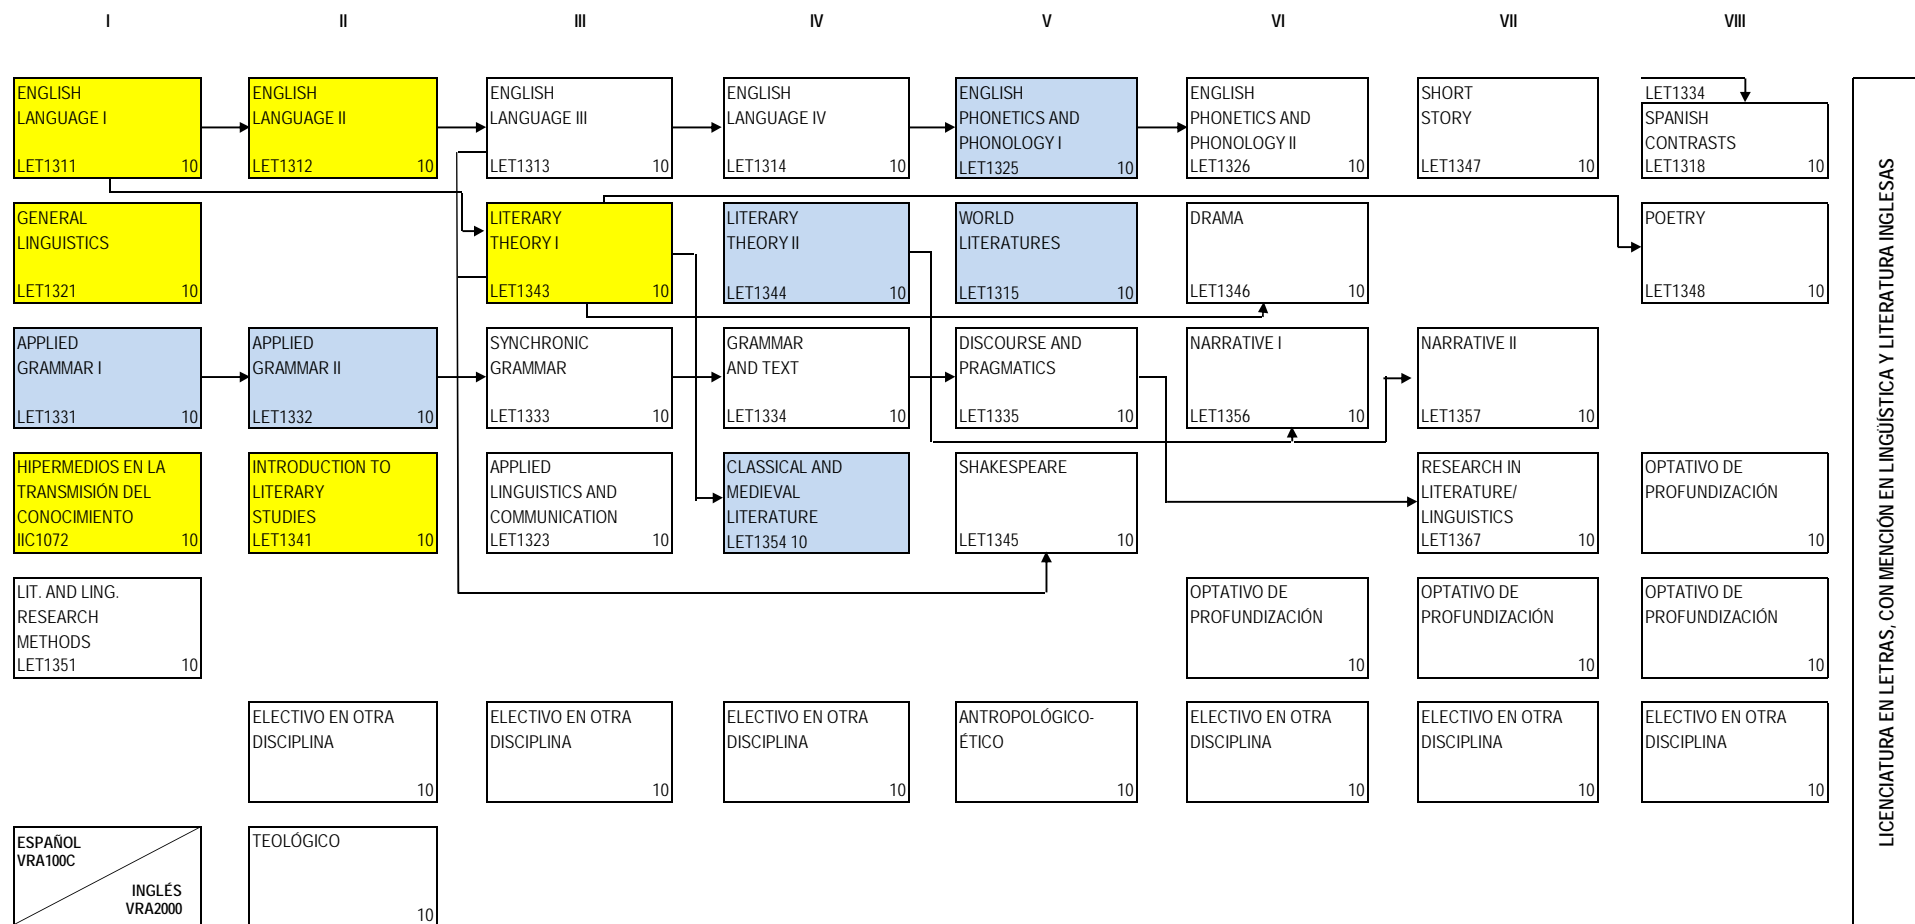 I II III IV V VI VII VIII
ENGLISH
LANGUAGE I
LET1311 10
ENGLISH
LANGUAGE II
LET1312 10
ENGLISH
LANGUAGE III
LET1313 10
ENGLISH
LANGUAGE IV
LET1314 10
ENGLISH
PHONETICS AND
PHONOLOGY I
LET1325 10
ENGLISH
PHONETICS AND
PHONOLOGY II
LET1326 10
SHORT
STORY
LET1347 10
LET1334
SPANISH
CONTRASTS
LET1318 10
GENERAL
LINGUISTICS
LET1321 10
LITERARY
THEORY I
LET1343 10
LITERARY
THEORY II
LET1344 10
WORLD
LITERATURES
LET1315 10
DRAMA
LET1346 10
POETRY
LET1348 10
APPLIED
GRAMMAR I
LET1331 10
APPLIED
GRAMMAR II
LET1332 10
SYNCHRONIC
GRAMMAR
LET1333 10
GRAMMAR
AND TEXT
LET1334 10
DISCOURSE AND
PRAGMATICS
LET1335 10
NARRATIVE I
LET1356 10
NARRATIVE II
LET1357 10
HIPERMEDIOS EN LA
TRANSMISIÓN DEL
CONOCIMIENTO
IIC1072 10
INTRODUCTION TO
LITERARY
STUDIES
LET1341 10
APPLIED
LINGUISTICS AND
COMMUNICATION
LET1323 10
CLASSICAL AND
MEDIEVAL
LITERATURE
LET1354 10
SHAKESPEARE
LET1345 10
RESEARCH IN
LITERATURE/
LINGUISTICS
LET1367 10
OPTATIVO DE
PROFUNDIZACIÓN
10
LIT. AND LING.
RESEARCH
METHODS
LET1351 10
OPTATIVO DE
PROFUNDIZACIÓN
10
OPTATIVO DE
PROFUNDIZACIÓN
10
OPTATIVO DE
PROFUNDIZACIÓN
10
ELECTIVO EN OTRA
DISCIPLINA
10
ELECTIVO EN OTRA
DISCIPLINA
10
ELECTIVO EN OTRA
DISCIPLINA
10
ANTROPOLÓGICO-
ÉTICO
10
ELECTIVO EN OTRA
DISCIPLINA
10
ELECTIVO EN OTRA
DISCIPLINA
10
ELECTIVO EN OTRA
DISCIPLINA
10
ESPAÑOL
VRA100C
INGLÉS
VRA2000
TEOLÓGICO
10
LICENCIATURA EN LETRAS, CON MENCIÓN EN LINGÜÍSTICA Y LITERATURA INGLESAS